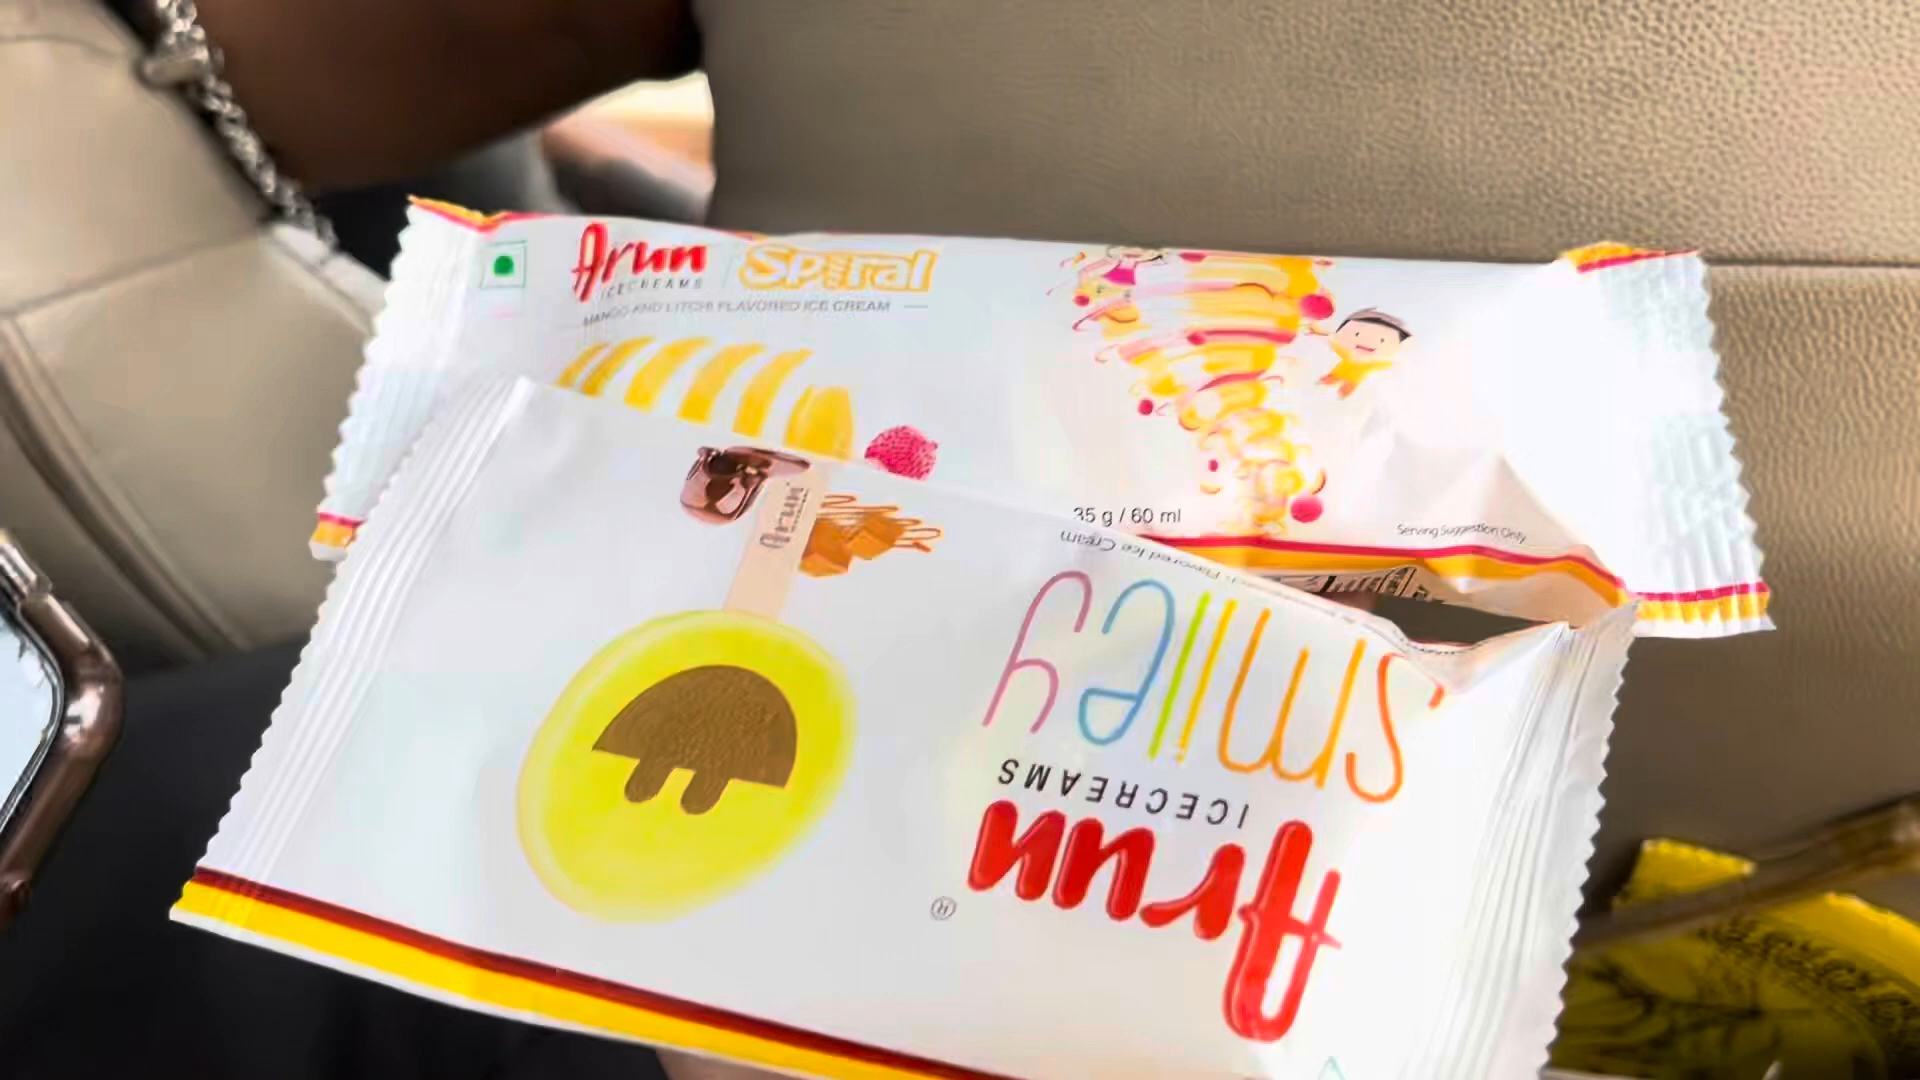 Arun
ICECREAMS
Spiral
MANGO AND LITCHI FLAVORED ICE CREAM
35 g / 60 ml
Serving Suggestion Only
Arun
ICECREAMS
smiley
Flavored Ice Cream
Arun
®